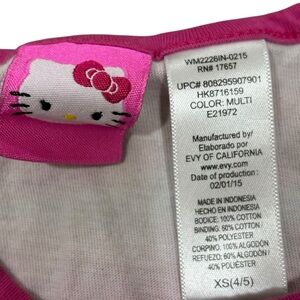 WM2226IN-0215
RN# 17657
UPC# 808295907901
HK8716159
COLOR: MULTI
E21972
Manufactured by/
Elaborado por
EVY OF CALIFORNIA
www.evy.com
Date of production:
02/01/15
MADE IN INDONESIA
HECHO EN INDONESIA
BODICE: 100% COTTON
BINDING: 60% COTTON/
40% POLYESTER
CORPINO: 100% ALGODÓN
REFUERZO: 60% ALGODÓN/
40% POLIÉSTER
XS(4/5)